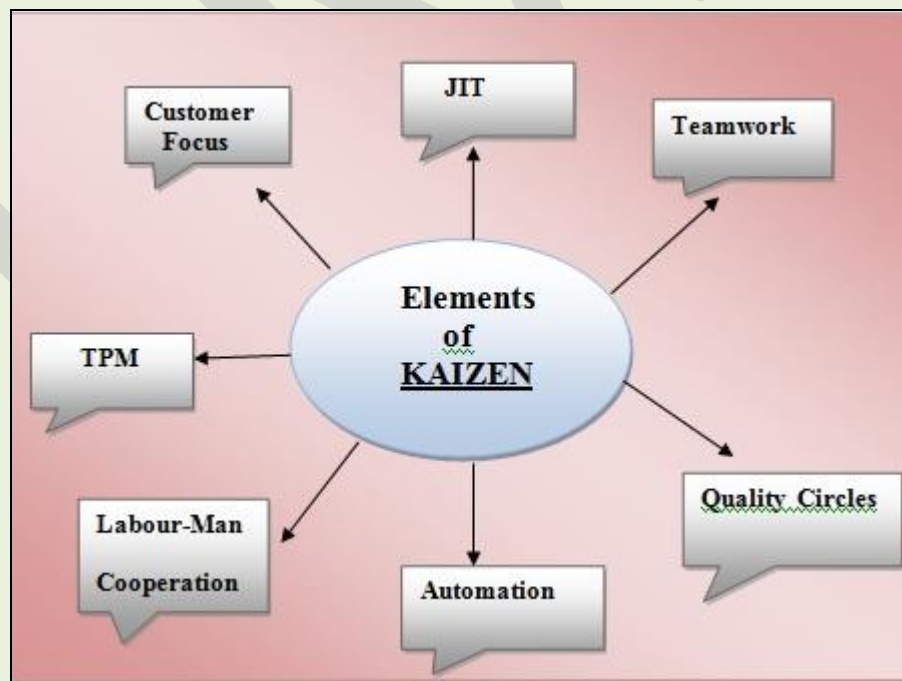 JIT
Customer
Focus
Teamwork
Elements
of
KAIZEN
TPM
Quality Circles
Labour-Man
Cooperation
Automation